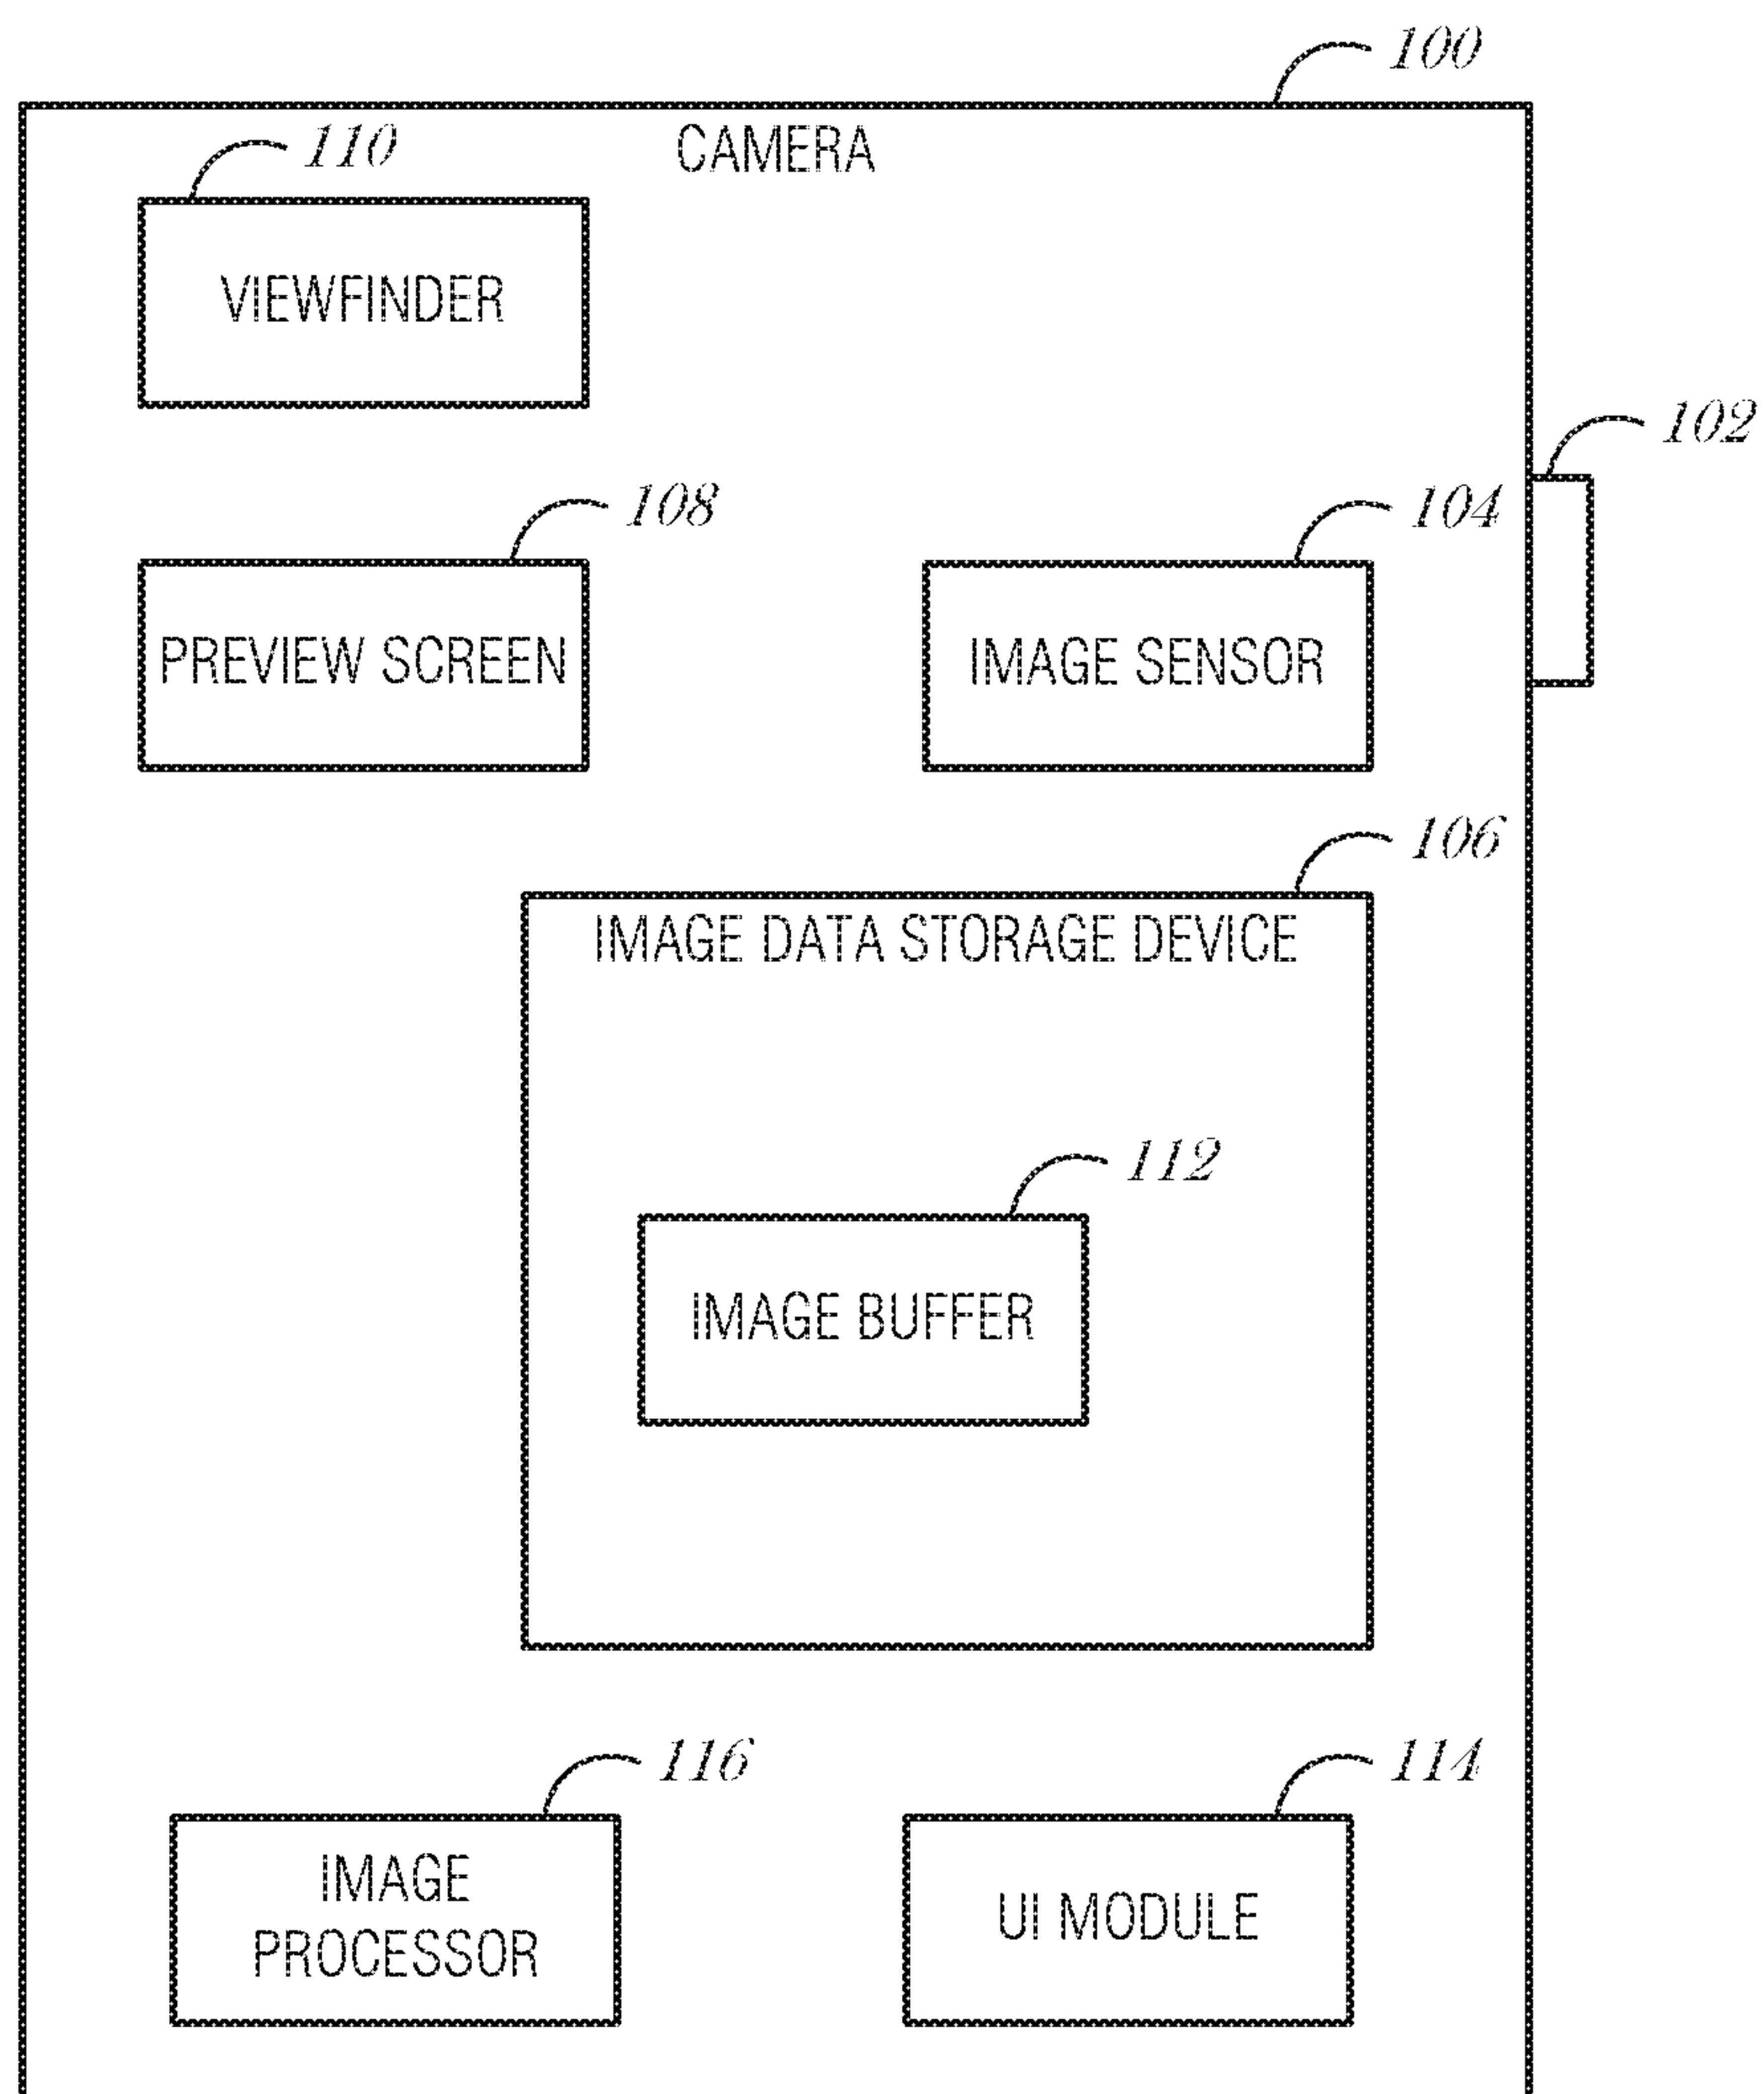 100
CAMERA
110
VIEWFINDER
102
108
PREVIEW SCREEN
104
IMAGE SENSOR
106
IMAGE DATA STORAGE DEVICE
112
IMAGE BUFFER
116
IMAGE
PROCESSOR
114
UI MODULE